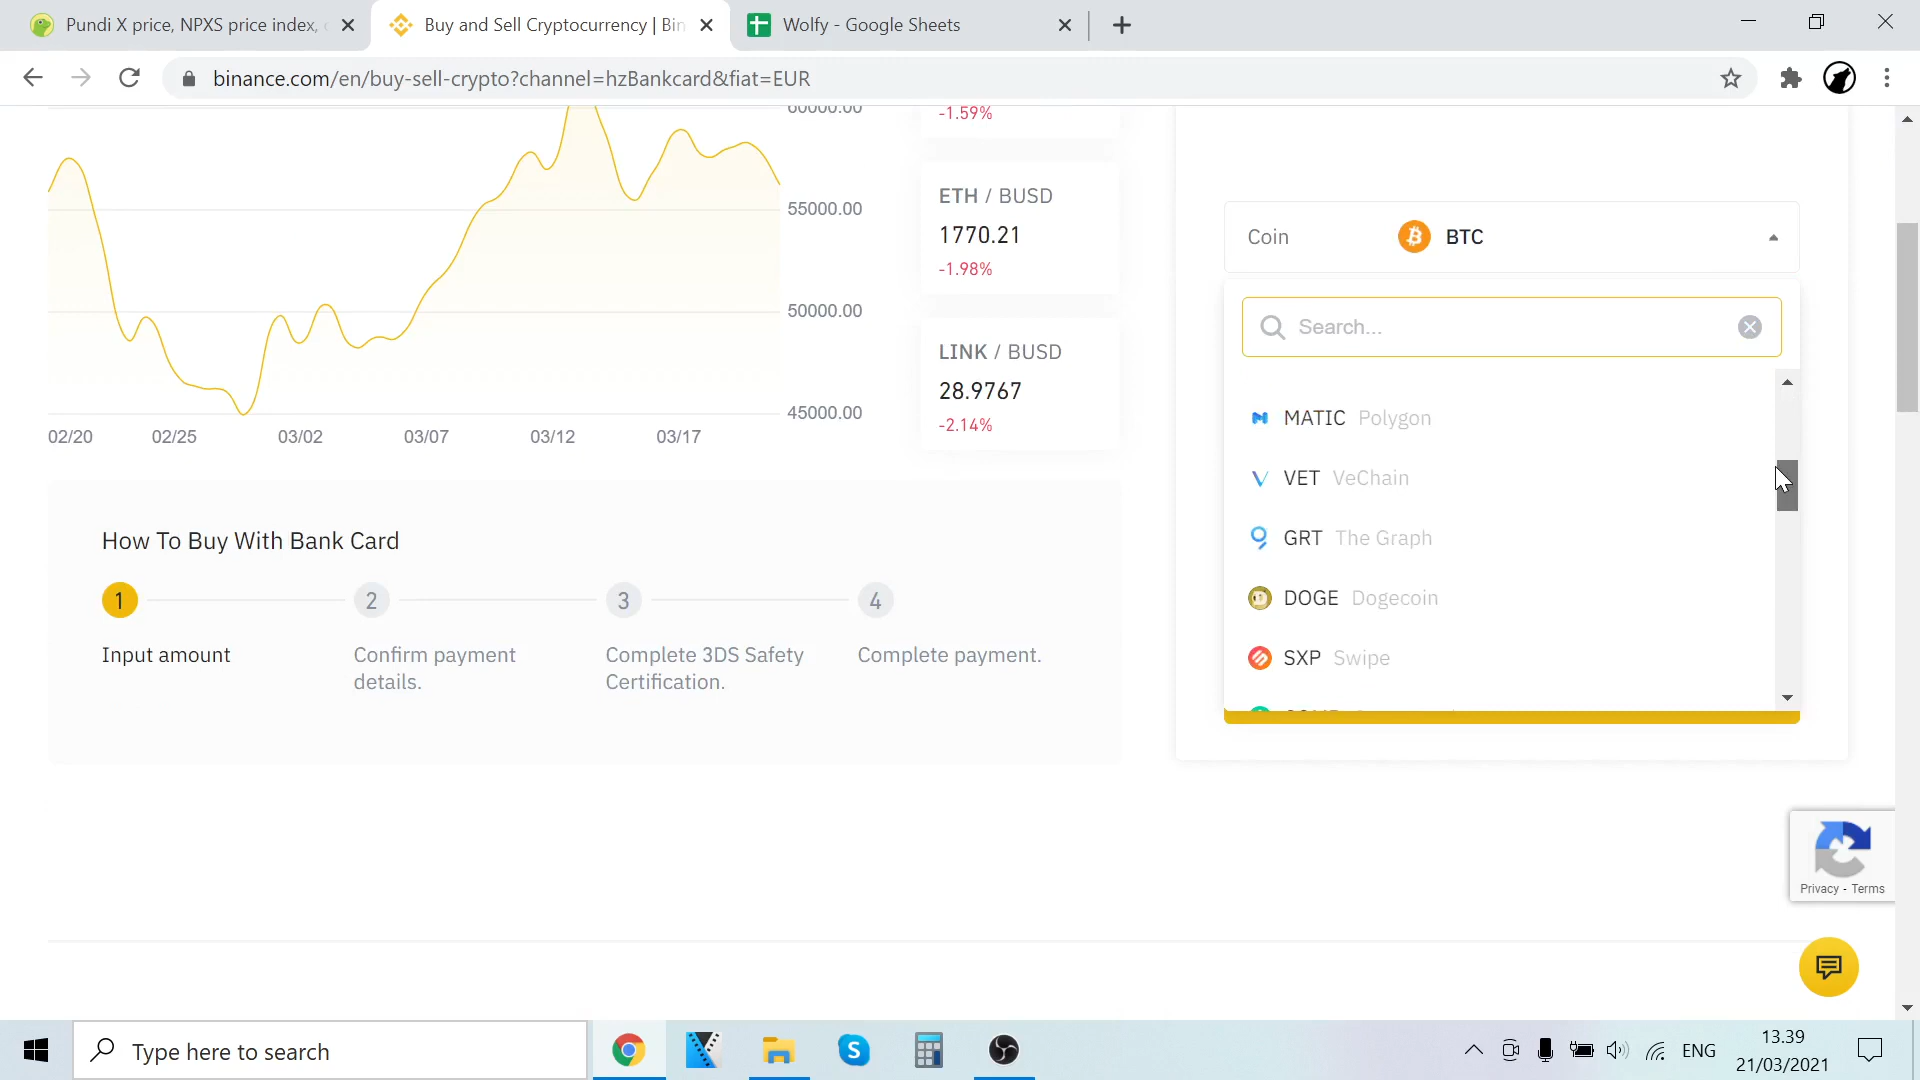 Pundi X price, NPXS price index,
Buy and Sell Cryptocurrency | Bin
Wolfy - Google Sheets
binance.com/en/buy-sell-crypto?channel=hzBankcard&fiat=EUR
60000.00
55000.00
50000.00
45000.00
02/20 02/25 03/02 03/07 03/12 03/17
-1.59%
ETH / BUSD
1770.21
-1.98%
LINK / BUSD
28.9767
-2.14%
Coin BTC
Search...
MATIC Polygon
VET VeChain
GRT The Graph
DOGE Dogecoin
SXP Swipe
How To Buy With Bank Card
1 2 3 4
Input amount
Confirm payment
details.
Complete 3DS Safety
Certification.
Complete payment.
Privacy - Terms
Type here to search
ENG
13.39
21/03/2021